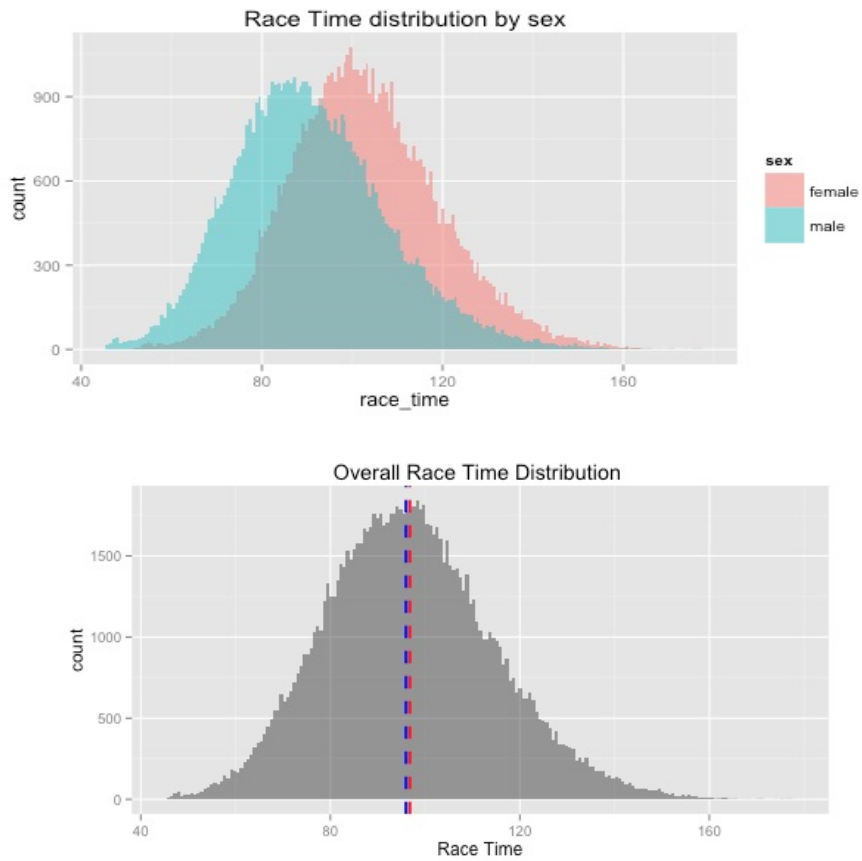 Race Time distribution by sex
900
600
300
0
count
40 80 120 160
race_time
sex
female
male
Overall Race Time Distribution
1500
1000
500
0
count
40 80 120 160
Race Time